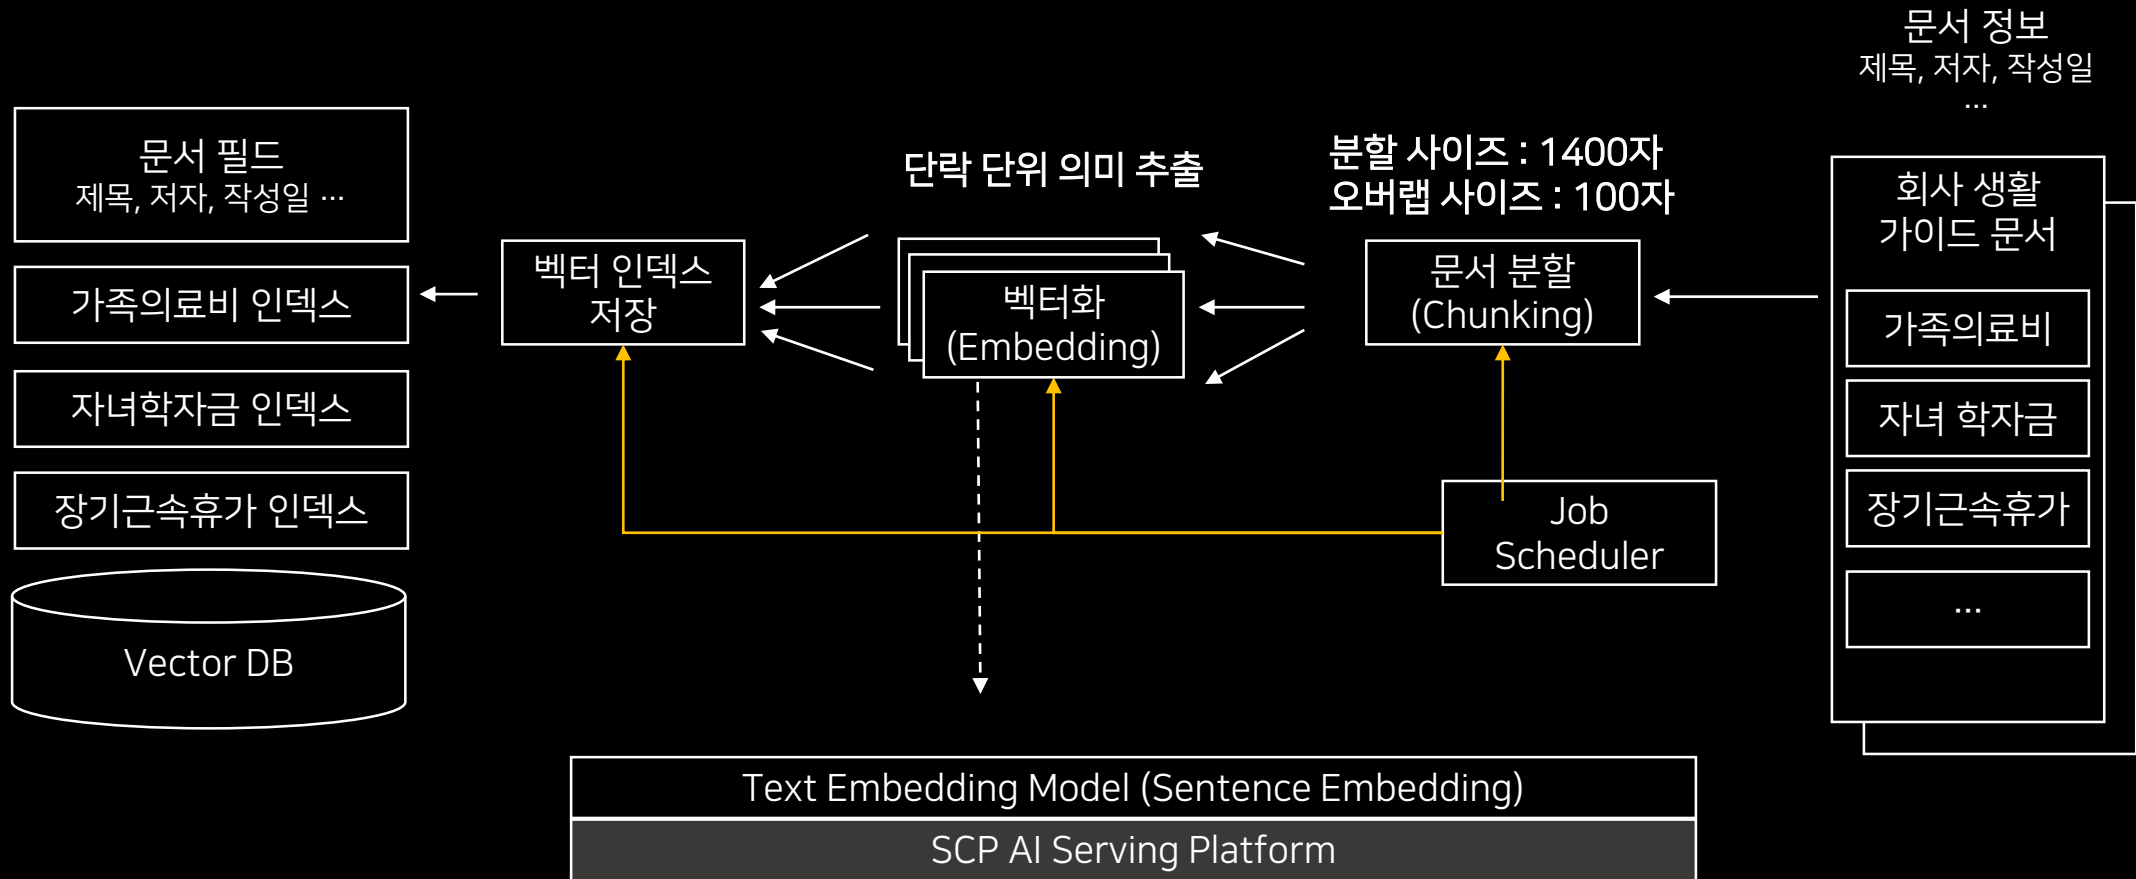 문서 정보
제목, 저자, 작성일
...
문서 필드
제목, 저자, 작성일 ...
가족의료비 인덱스
자녀학자금 인덱스
장기근속휴가 인덱스
Vector DB
벡터 인덱스
저장
단락 단위 의미 추출
벡터화
(Embedding)
분할 사이즈 : 1400자
오버랩 사이즈 : 100자
문서 분할
(Chunking)
Job
Scheduler
회사 생활
가이드 문서
가족의료비
자녀 학자금
장기근속휴가
...
Text Embedding Model (Sentence Embedding)
SCP AI Serving Platform